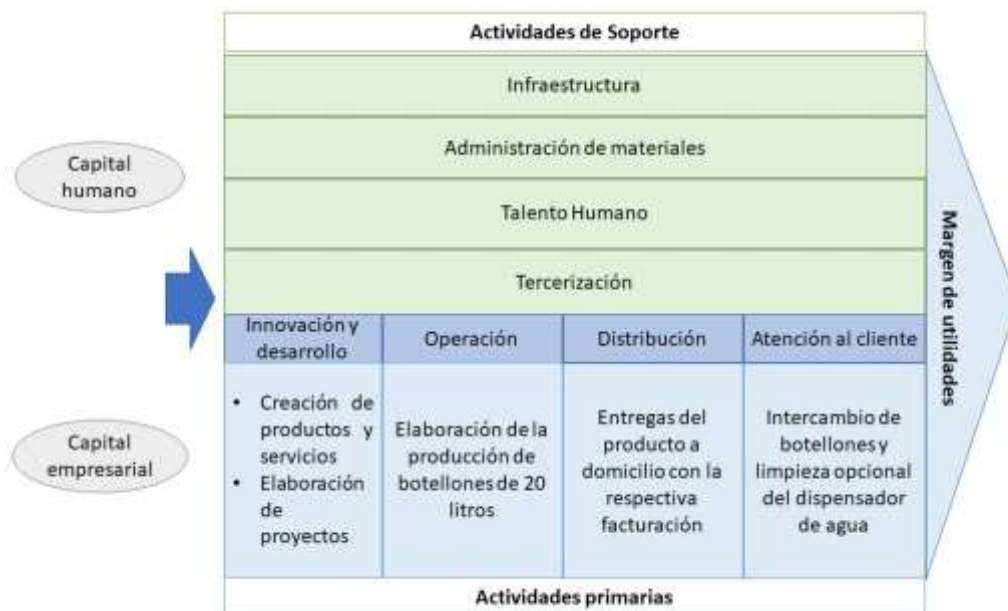 Actividades de Soporte
Infraestructura
Administración de materiales
Talento Humano
Tercerización
Capital
humano
Capital
empresarial
Innovación y
desarrollo
Operación
Distribución
Atención al cliente
• Creación de
productos y
servicios
• Elaboración
de
proyectos
Elaboración de la
producción de
botellones de 20
litros
Entregas del
producto a
domicilio con la
respectiva
facturación
Intercambio de
botellones y
limpieza opcional
del dispensador
de agua
Actividades primarias
Margen de utilidades